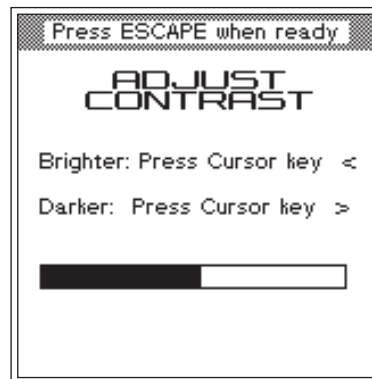 Press ESCAPE when ready
ADJUST
CONTRAST
Brighter: Press Cursor key <
Darker: Press Cursor key >